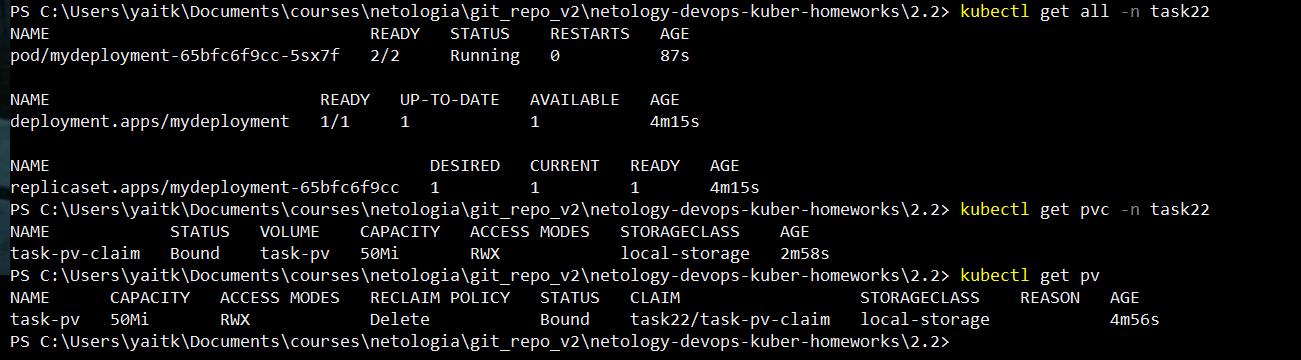 PS C:\Users\yaitk\Documents\courses\netologia\git_repo_v2\netology-devops-kuber-homeworks\2.2> kubectl get all -n task22
NAME                                READY   STATUS    RESTARTS   AGE
pod/mydeployment-65bfc6f9cc-5sx7f   2/2     Running   0          87s

NAME                           READY   UP-TO-DATE   AVAILABLE   AGE
deployment.apps/mydeployment   1/1     1            1           4m15s

NAME                                      DESIRED   CURRENT   READY   AGE
replicaset.apps/mydeployment-65bfc6f9cc   1         1         1       4m15s
PS C:\Users\yaitk\Documents\courses\netologia\git_repo_v2\netology-devops-kuber-homeworks\2.2> kubectl get pvc -n task22
NAME            STATUS   VOLUME    CAPACITY   ACCESS MODES   STORAGECLASS    AGE
task-pv-claim   Bound    task-pv   50Mi       RWX            local-storage   2m58s
PS C:\Users\yaitk\Documents\courses\netologia\git_repo_v2\netology-devops-kuber-homeworks\2.2> kubectl get pv
NAME      CAPACITY   ACCESS MODES   RECLAIM POLICY   STATUS   CLAIM                  STORAGECLASS    REASON   AGE
task-pv   50Mi       RWX            Delete           Bound    task22/task-pv-claim   local-storage            4m56s
PS C:\Users\yaitk\Documents\courses\netologia\git_repo_v2\netology-devops-kuber-homeworks\2.2>